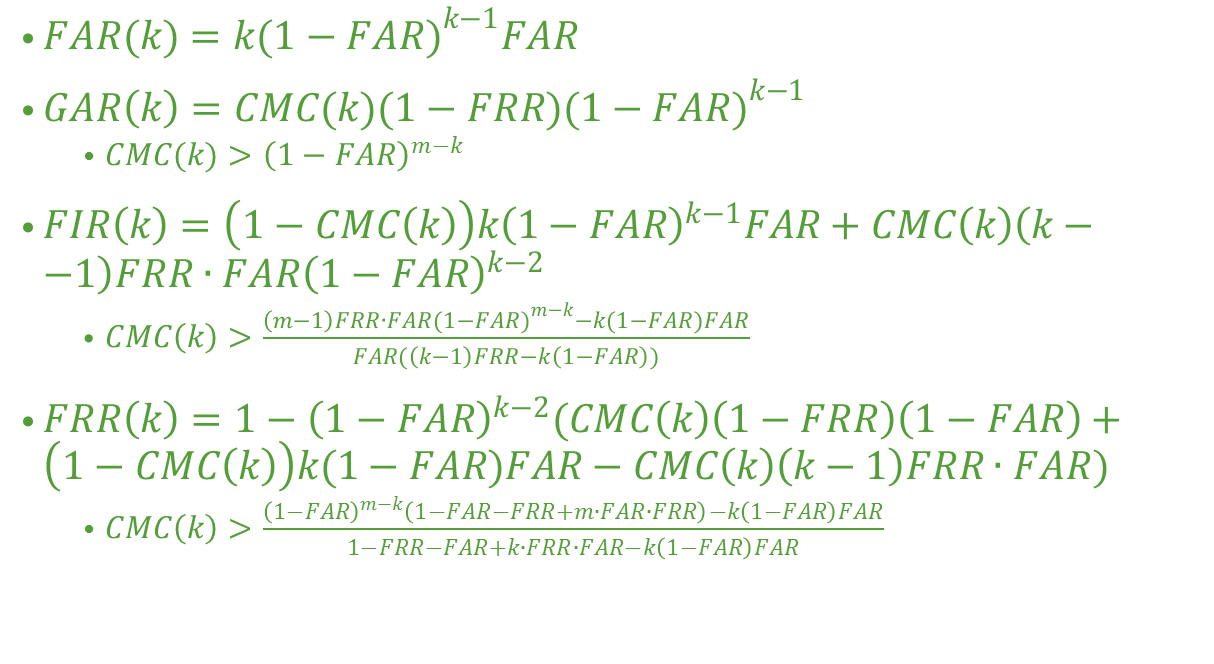 • FAR(k) = k(1 − FAR)^{k−1}FAR
• GAR(k) = CMC(k)(1 − FRR)(1 − FAR)^{k−1}
• CMC(k) > (1 − FAR)^{m−k}
• FIR(k) = (1 − CMC(k))k(1 − FAR)^{k−1}FAR + CMC(k)(k −
−1)FRR · FAR(1 − FAR)^{k−2}
• CMC(k) > \frac{(m−1)FRR·FAR(1−FAR)^{m−k}−k(1−FAR)FAR}{FAR((k−1)FRR−k(1−FAR))}
• FRR(k) = 1 − (1 − FAR)^{k−2}(CMC(k)(1 − FRR)(1 − FAR) +
(1 − CMC(k))k(1 − FAR)FAR − CMC(k)(k − 1)FRR · FAR)
• CMC(k) > \frac{(1−FAR)^{m−k}(1−FAR−FRR+m·FAR·FRR)−k(1−FAR)FAR}{1−FRR−FAR+k·FRR·FAR−k(1−FAR)FAR}